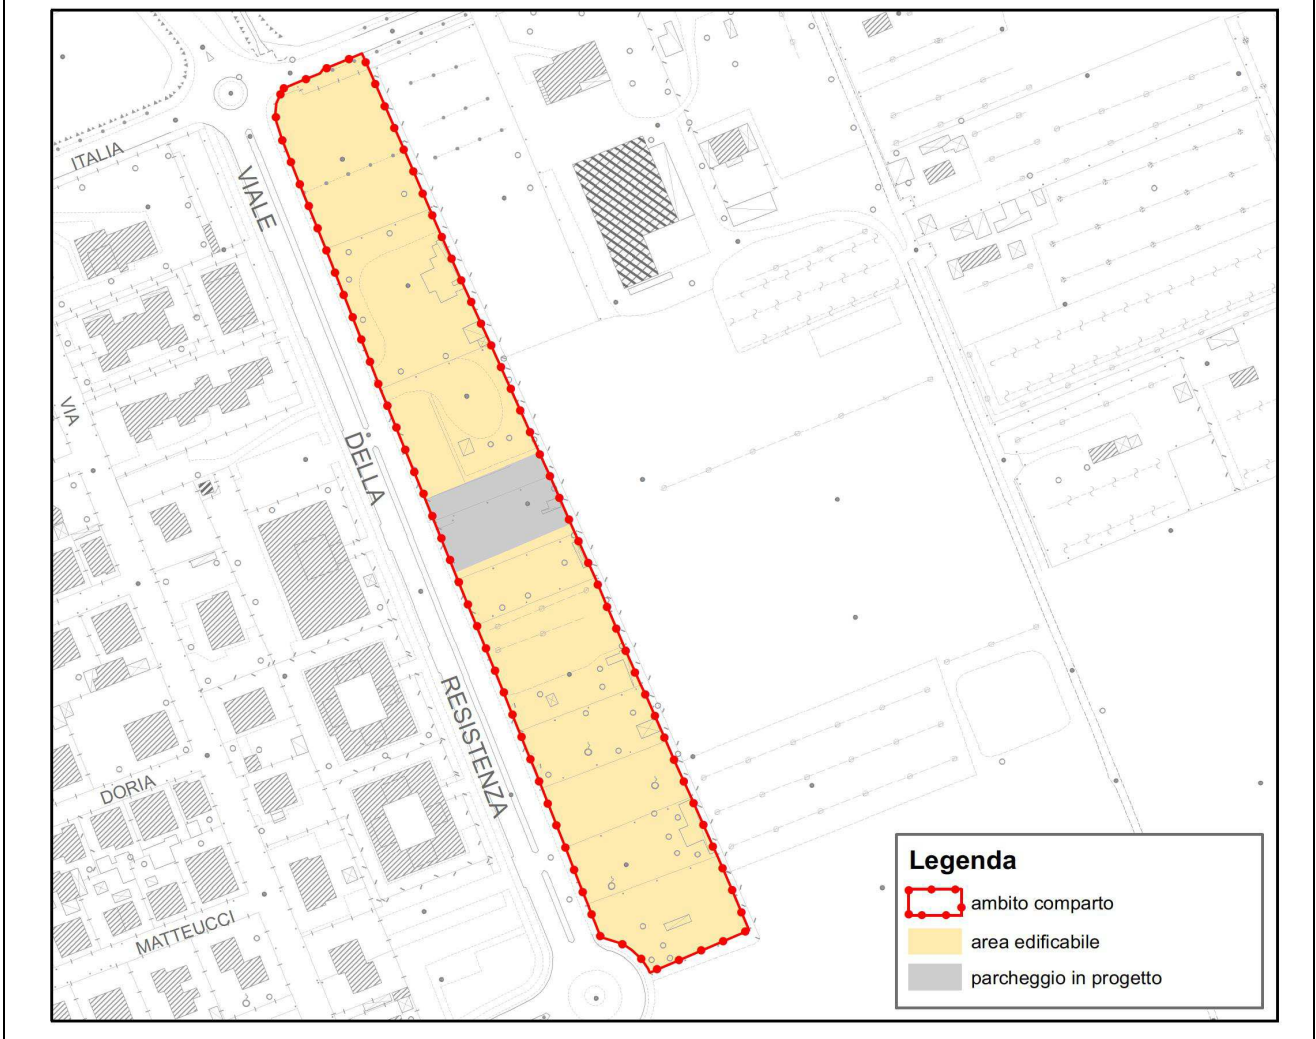 ITALIA
VIALE
VIA
DELLA
RESISTENZA
DORIA
MATTEUCCI
Legenda
ambito comparto
area edificabile
parcheggio in progetto